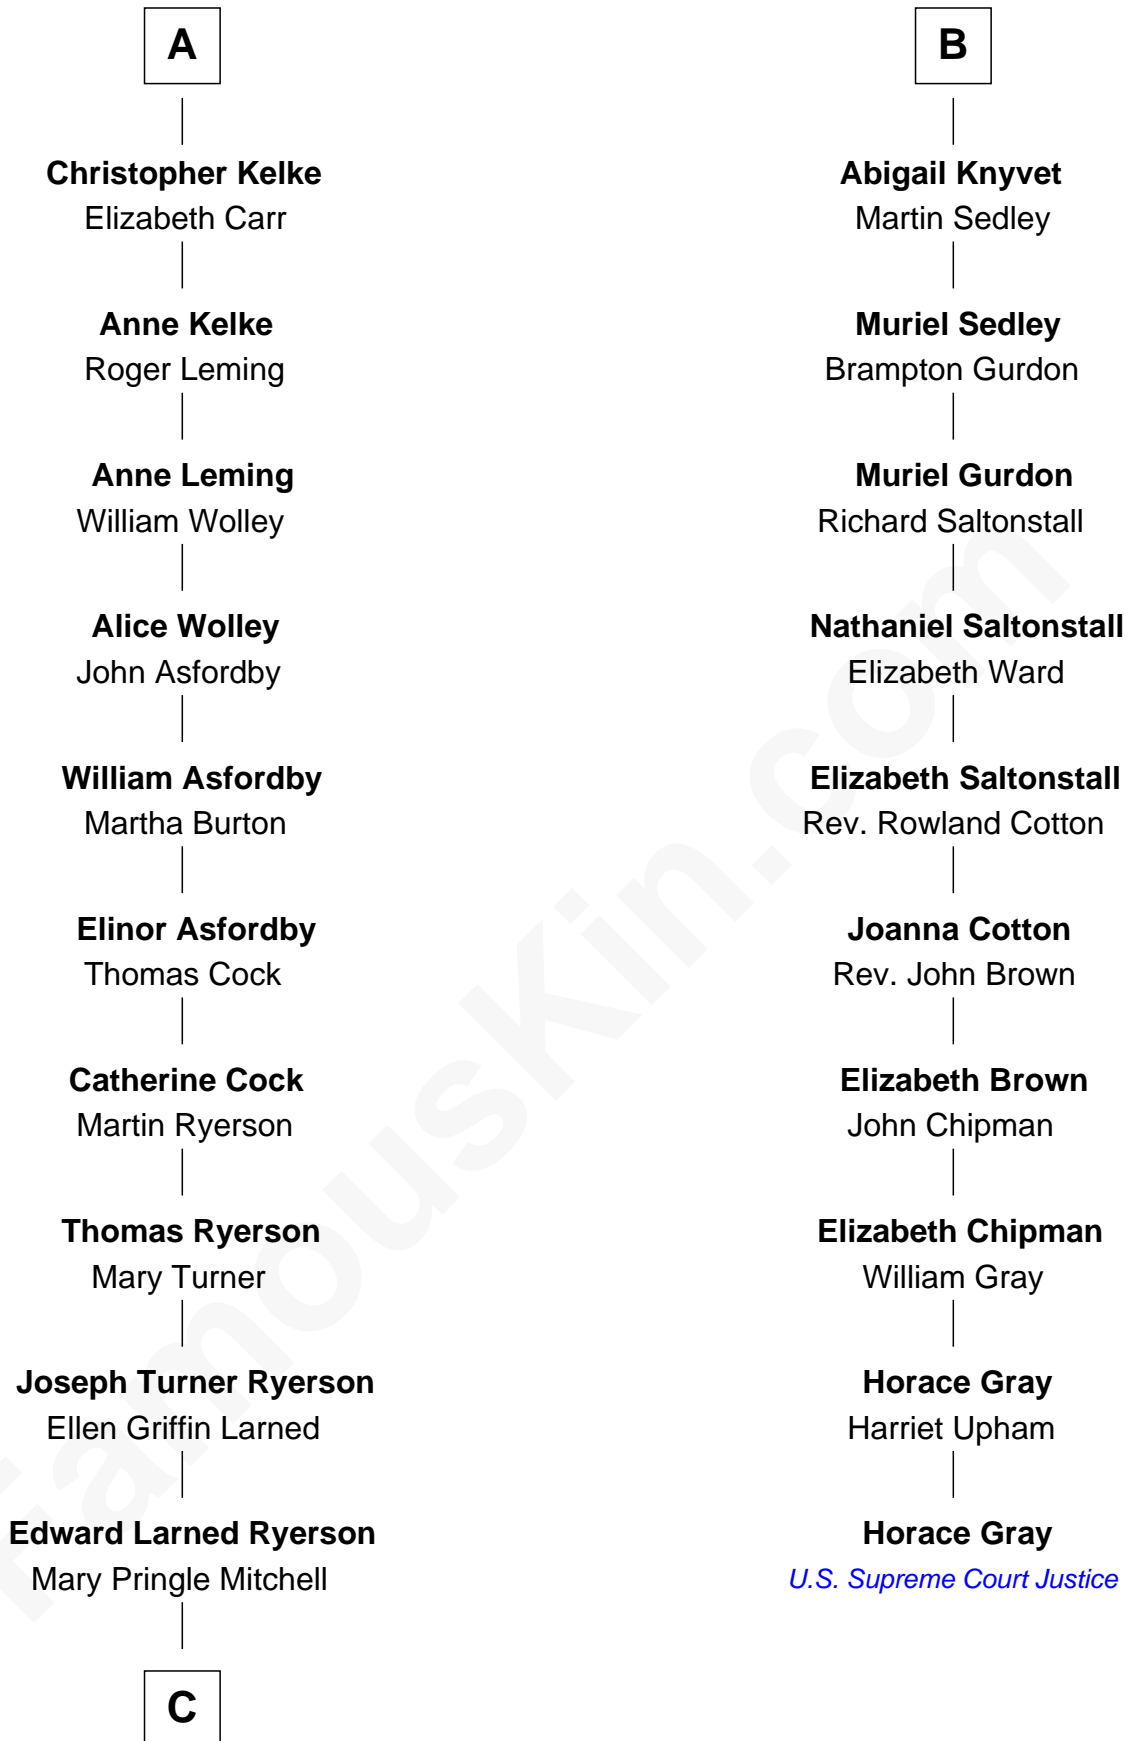 A
Christopher Kelke
Elizabeth Carr
Anne Kelke
Roger Leming
Anne Leming
William Wolley
Alice Wolley
John Asfordby
William Asfordby
Martha Burton
Elinor Asfordby
Thomas Cock
Catherine Cock
Martin Ryerson
Thomas Ryerson
Mary Turner
Joseph Turner Ryerson
Ellen Griffin Larned
Edward Larned Ryerson
Mary Pringle Mitchell
C
B
Abigail Knyvet
Martin Sedley
Muriel Sedley
Brampton Gurdon
Muriel Gurdon
Richard Saltonstall
Nathaniel Saltonstall
Elizabeth Ward
Elizabeth Saltonstall
Rev. Rowland Cotton
Joanna Cotton
Rev. John Brown
Elizabeth Brown
John Chipman
Elizabeth Chipman
William Gray
Horace Gray
Harriet Upham
Horace Gray
U.S. Supreme Court Justice
FamousKin.com